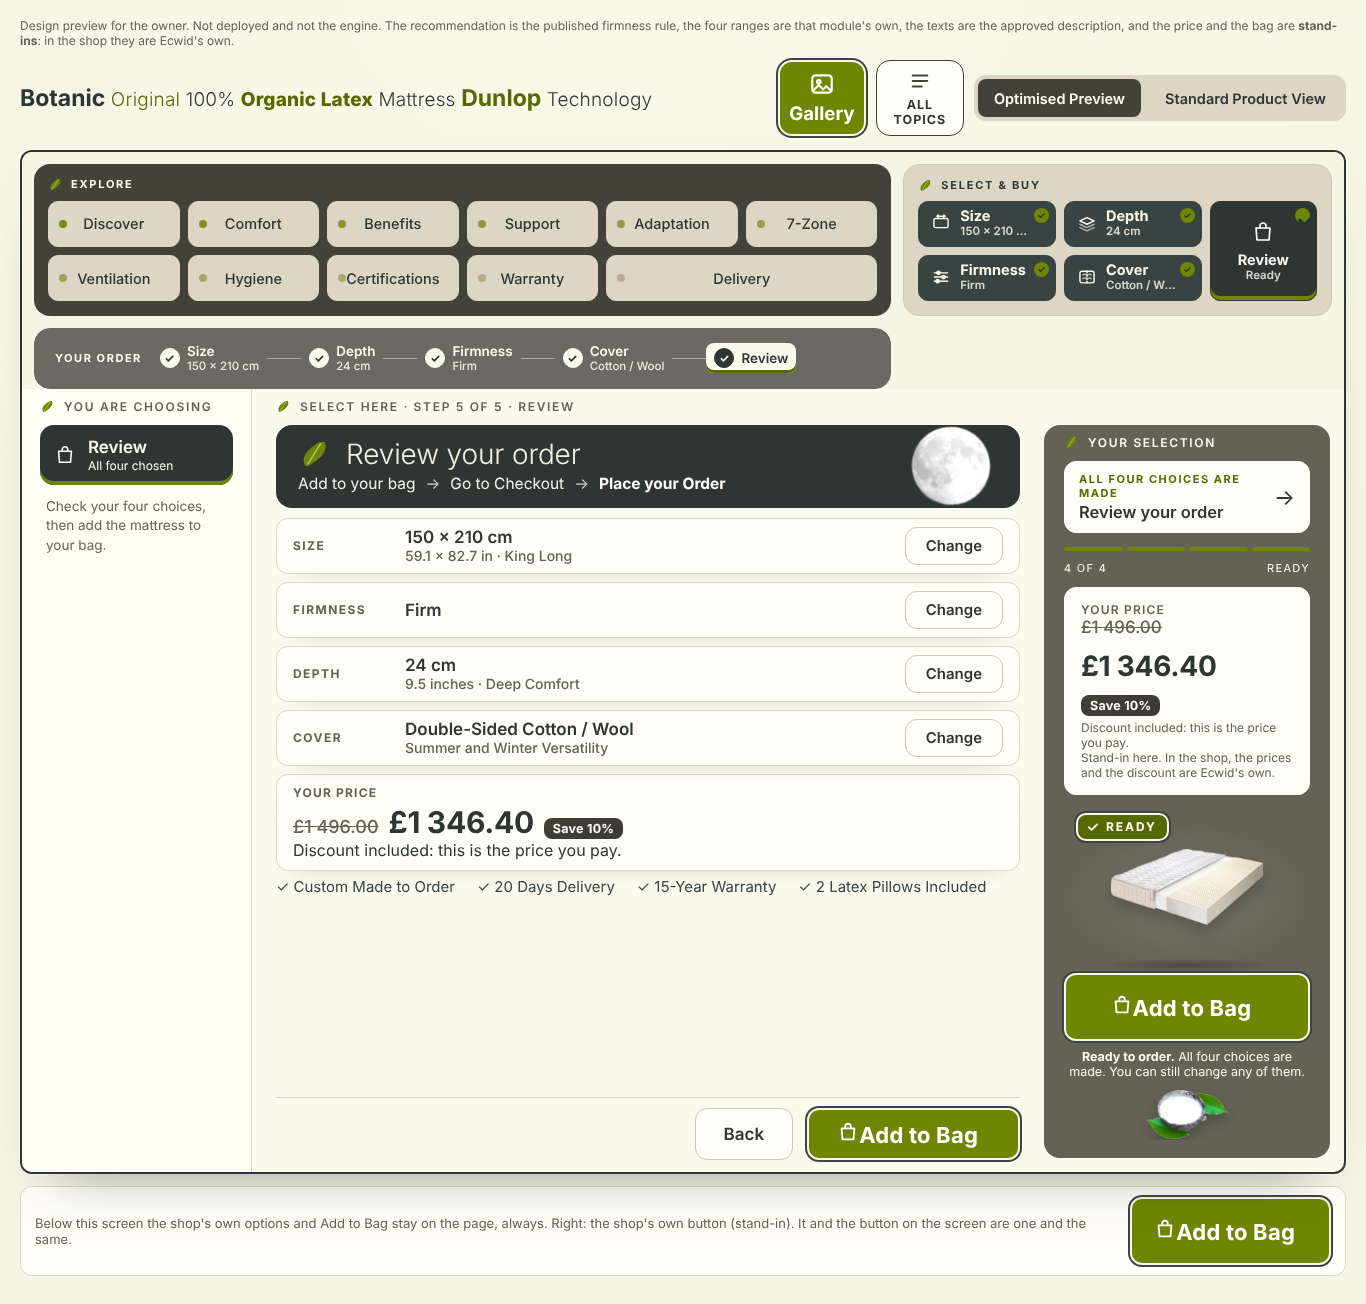 Design preview for the owner. Not deployed and not the engine. The recommendation is the published firmness rule, the four ranges are that module's own, the texts are the approved description, and the price and the bag are stand-
ins: in the shop they are Ecwid's own.
Botanic Original 100% Organic Latex Mattress Dunlop Technology
Gallery
ALL
TOPICS
Optimised Preview
Standard Product View
EXPLORE
Discover
Comfort
Benefits
Support
Adaptation
7-Zone
Ventilation
Hygiene
Certifications
Warranty
Delivery
SELECT & BUY
Size
150 × 210 ...
Depth
24 cm
Firmness
Firm
Cover
Cotton / W...
Review
Ready
YOUR ORDER
Size
150 × 210 cm
Depth
24 cm
Firmness
Firm
Cover
Cotton / Wool
Review
YOU ARE CHOOSING
Review
All four chosen
Check your four choices,
then add the mattress to
your bag.
SELECT HERE · STEP 5 OF 5 · REVIEW
Review your order
Add to your bag → Go to Checkout → Place your Order
SIZE
150 × 210 cm
59.1 × 82.7 in · King Long
Change
FIRMNESS
Firm
Change
DEPTH
24 cm
9.5 inches · Deep Comfort
Change
COVER
Double-Sided Cotton / Wool
Summer and Winter Versatility
Change
YOUR PRICE
£1 496.00 £1 346.40 Save 10%
Discount included: this is the price you pay.
✓ Custom Made to Order ✓ 20 Days Delivery ✓ 15-Year Warranty ✓ 2 Latex Pillows Included
Back
Add to Bag
YOUR SELECTION
ALL FOUR CHOICES ARE
MADE
Review your order →
4 OF 4 READY
YOUR PRICE
£1 496.00
£1 346.40
Save 10%
Discount included: this is the price
you pay.
Stand-in here. In the shop, the prices
and the discount are Ecwid's own.
✓ READY
Add to Bag
Ready to order. All four choices are
made. You can still change any of them.
Below this screen the shop's own options and Add to Bag stay on the page, always. Right: the shop's own button (stand-in). It and the button on the screen are one and the
same.
Add to Bag